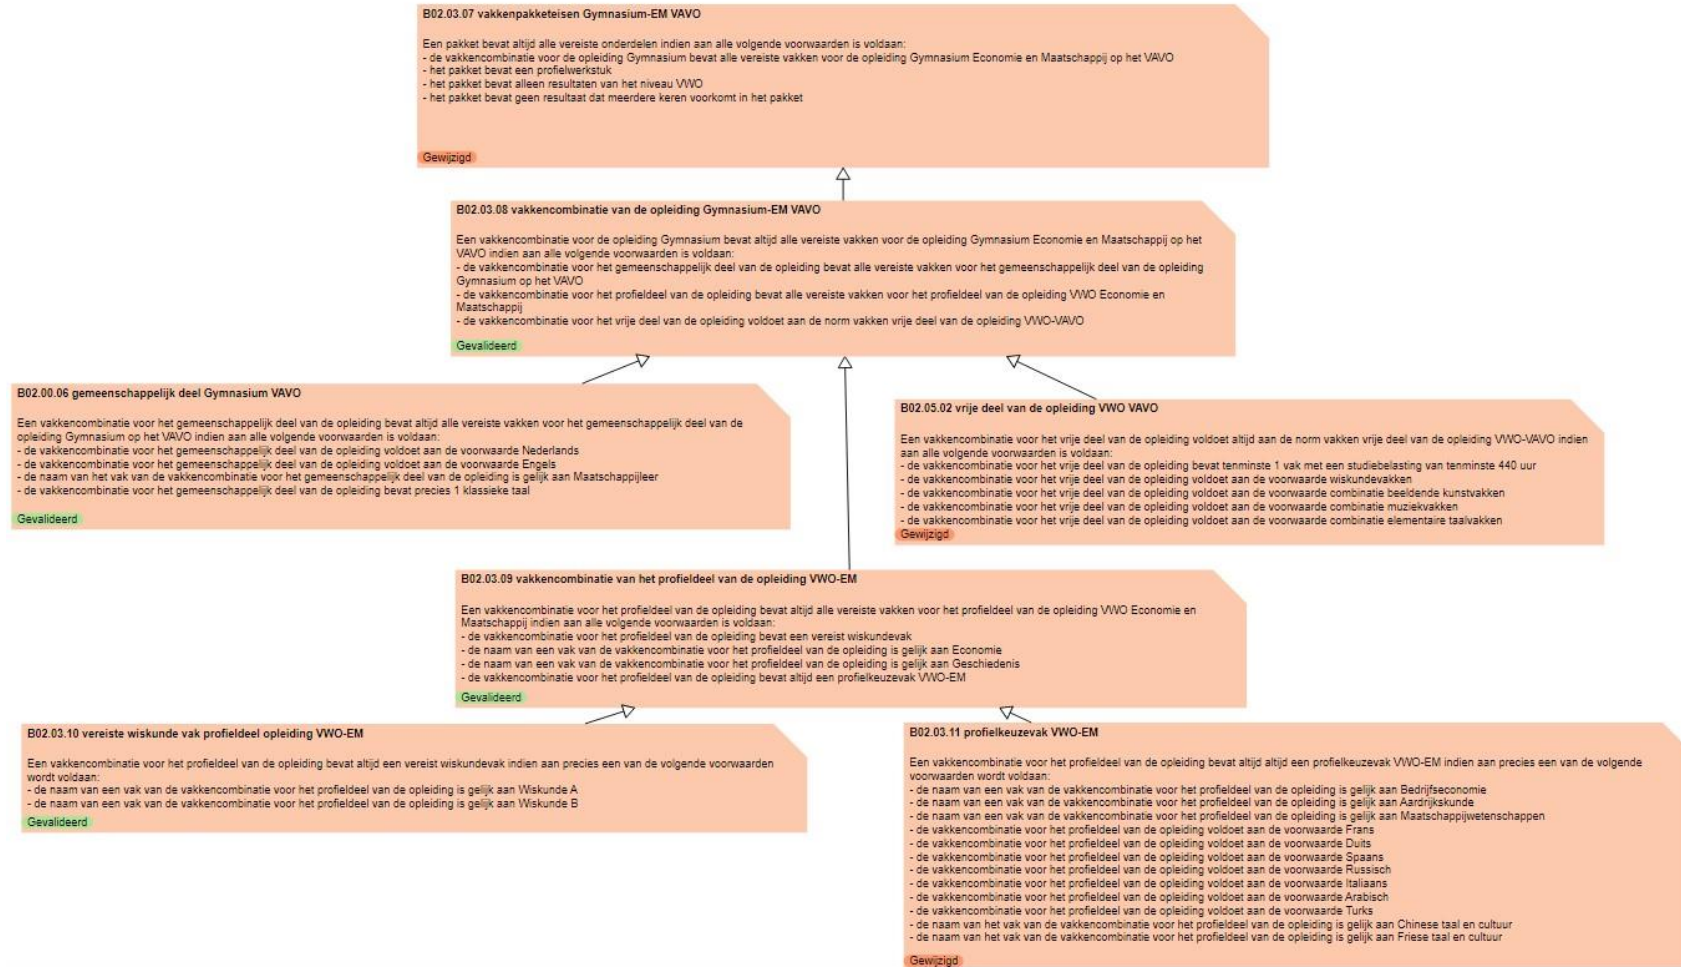 B02.03.07 vakkenpakketeisen Gymnasium-EM VAVO
Een pakket bevat altijd alle vereiste onderdelen indien aan alle volgende voorwaarden is voldaan:
- de vakkencombinatie voor de opleiding Gymnasium bevat alle vereiste vakken voor de opleiding Gymnasium Economie en Maatschappij op het VAVO
- het pakket bevat een profielwerkstuk
- het pakket bevat alleen resultaten van het niveau VWO
- het pakket bevat geen resultaat dat meerdere keren voorkomt in het pakket
Gewijzigd
B02.03.08 vakkencombinatie van de opleiding Gymnasium-EM VAVO
Een vakkencombinatie voor de opleiding Gymnasium bevat altijd alle vereiste vakken voor de opleiding Gymnasium Economie en Maatschappij op het
VAVO indien aan alle volgende voorwaarden is voldaan:
- de vakkencombinatie voor het gemeenschappelijk deel van de opleiding bevat alle vereiste vakken voor het gemeenschappelijk deel van de opleiding
Gymnasium op het VAVO
- de vakkencombinatie voor het profieldeel van de opleiding bevat alle vereiste vakken voor het profieldeel van de opleiding VWO Economie en
Maatschappij
- de vakkencombinatie voor het vrije deel van de opleiding voldoet aan de norm vakken vrije deel van de opleiding VWO-VAVO
Gevalideerd
B02.00.06 gemeenschappelijk deel Gymnasium VAVO
Een vakkencombinatie voor het gemeenschappelijk deel van de opleiding bevat altijd alle vereiste vakken voor het gemeenschappelijk deel van de
opleiding Gymnasium op het VAVO indien aan alle volgende voorwaarden is voldaan:
- de vakkencombinatie voor het gemeenschappelijk deel van de opleiding voldoet aan de voorwaarde Nederlands
- de vakkencombinatie voor het gemeenschappelijk deel van de opleiding voldoet aan de voorwaarde Engels
- de naam van het vak van de vakkencombinatie voor het gemeenschappelijk deel van de opleiding is gelijk aan Maatschappijleer
- de vakkencombinatie voor het gemeenschappelijk deel van de opleiding bevat precies 1 klassieke taal
Gevalideerd
B02.05.02 vrije deel van de opleiding VWO VAVO
Een vakkencombinatie voor het vrije deel van de opleiding voldoet altijd aan de norm vakken vrije deel van de opleiding VWO-VAVO indien
aan alle volgende voorwaarden is voldaan:
- de vakkencombinatie voor het vrije deel van de opleiding bevat tenminste 1 vak met een studiebelasting van tenminste 440 uur
- de vakkencombinatie voor het vrije deel van de opleiding voldoet aan de voorwaarde wiskundevakken
- de vakkencombinatie voor het vrije deel van de opleiding voldoet aan de voorwaarde combinatie beeldende kunstvakken
- de vakkencombinatie voor het vrije deel van de opleiding voldoet aan de voorwaarde combinatie muziekvakken
- de vakkencombinatie voor het vrije deel van de opleiding voldoet aan de voorwaarde combinatie elementaire taalvakken
Gewijzigd
B02.03.09 vakkencombinatie van het profieldeel van de opleiding VWO-EM
Een vakkencombinatie voor het profieldeel van de opleiding bevat altijd alle vereiste vakken voor het profieldeel van de opleiding VWO Economie en
Maatschappij indien aan alle volgende voorwaarden is voldaan:
- de vakkencombinatie voor het profieldeel van de opleiding bevat een vereist wiskundevak
- de naam van een vak van de vakkencombinatie voor het profieldeel van de opleiding is gelijk aan Economie
- de naam van een vak van de vakkencombinatie voor het profieldeel van de opleiding is gelijk aan Geschiedenis
- de vakkencombinatie voor het profieldeel van de opleiding bevat altijd een profielkeuzevak VWO-EM
Gevalideerd
B02.03.10 vereiste wiskunde vak profieldeel opleiding VWO-EM
Een vakkencombinatie voor het profieldeel van de opleiding bevat altijd een vereist wiskundevak indien aan precies een van de volgende voorwaarden
wordt voldaan:
- de naam van een vak van de vakkencombinatie voor het profieldeel van de opleiding is gelijk aan Wiskunde A
- de naam van een vak van de vakkencombinatie voor het profieldeel van de opleiding is gelijk aan Wiskunde B
Gevalideerd
B02.03.11 profielkeuzevak VWO-EM
Een vakkencombinatie voor het profieldeel van de opleiding bevat altijd altijd een profielkeuzevak VWO-EM indien aan precies een van de volgende
voorwaarden wordt voldaan:
- de naam van een vak van de vakkencombinatie voor het profieldeel van de opleiding is gelijk aan Bedrijfseconomie
- de naam van een vak van de vakkencombinatie voor het profieldeel van de opleiding is gelijk aan Aardrijkskunde
- de naam van een vak van de vakkencombinatie voor het profieldeel van de opleiding is gelijk aan Maatschappijwetenschappen
- de vakkencombinatie voor het profieldeel van de opleiding voldoet aan de voorwaarde Frans
- de vakkencombinatie voor het profieldeel van de opleiding voldoet aan de voorwaarde Duits
- de vakkencombinatie voor het profieldeel van de opleiding voldoet aan de voorwaarde Spaans
- de vakkencombinatie voor het profieldeel van de opleiding voldoet aan de voorwaarde Russisch
- de vakkencombinatie voor het profieldeel van de opleiding voldoet aan de voorwaarde Italiaans
- de vakkencombinatie voor het profieldeel van de opleiding voldoet aan de voorwaarde Arabisch
- de vakkencombinatie voor het profieldeel van de opleiding voldoet aan de voorwaarde Turks
- de naam van het vak van de vakkencombinatie voor het profieldeel van de opleiding is gelijk aan Chinese taal en cultuur
- de naam van het vak van de vakkencombinatie voor het profieldeel van de opleiding is gelijk aan Friese taal en cultuur
Gewijzigd